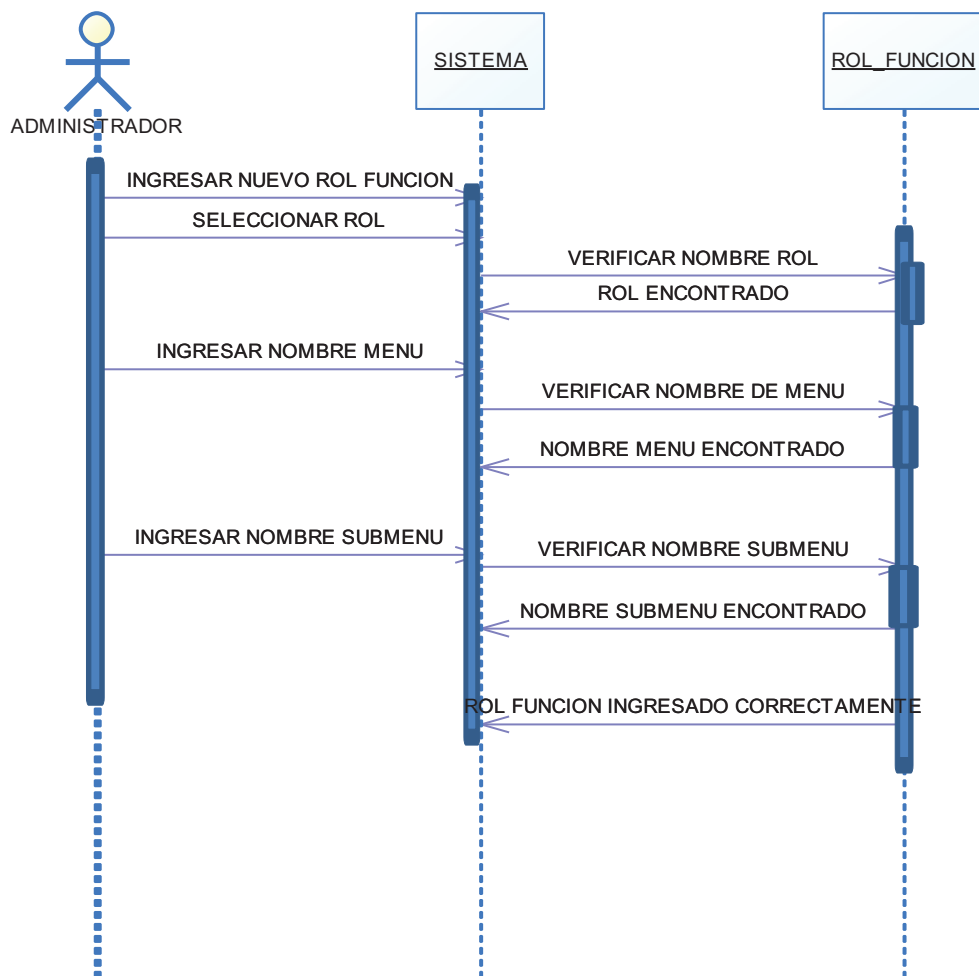 SISTEMA
ROL_FUNCION
ADMINISTRADOR
INGRESAR NUEVO ROL FUNCION
SELECCIONAR ROL
VERIFICAR NOMBRE ROL
ROL ENCONTRADO
INGRESAR NOMBRE MENU
VERIFICAR NOMBRE DE MENU
NOMBRE MENU ENCONTRADO
INGRESAR NOMBRE SUBMENU
VERIFICAR NOMBRE SUBMENU
NOMBRE SUBMENU ENCONTRADO
ROL FUNCION INGRESADO CORRECTAMENTE